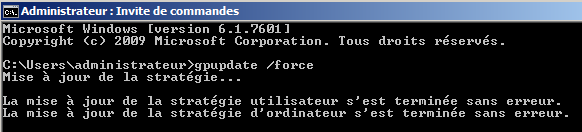 Administrateur : Invite de commandes
Microsoft Windows [version 6.1.7601]
Copyright (c) 2009 Microsoft Corporation. Tous droits réservés.
C:\Users\administrateur>gpupdate /force
Mise à jour de la stratégie...
La mise à jour de la stratégie utilisateur s'est terminée sans erreur.
La mise à jour de la stratégie d'ordinateur s'est terminée sans erreur.